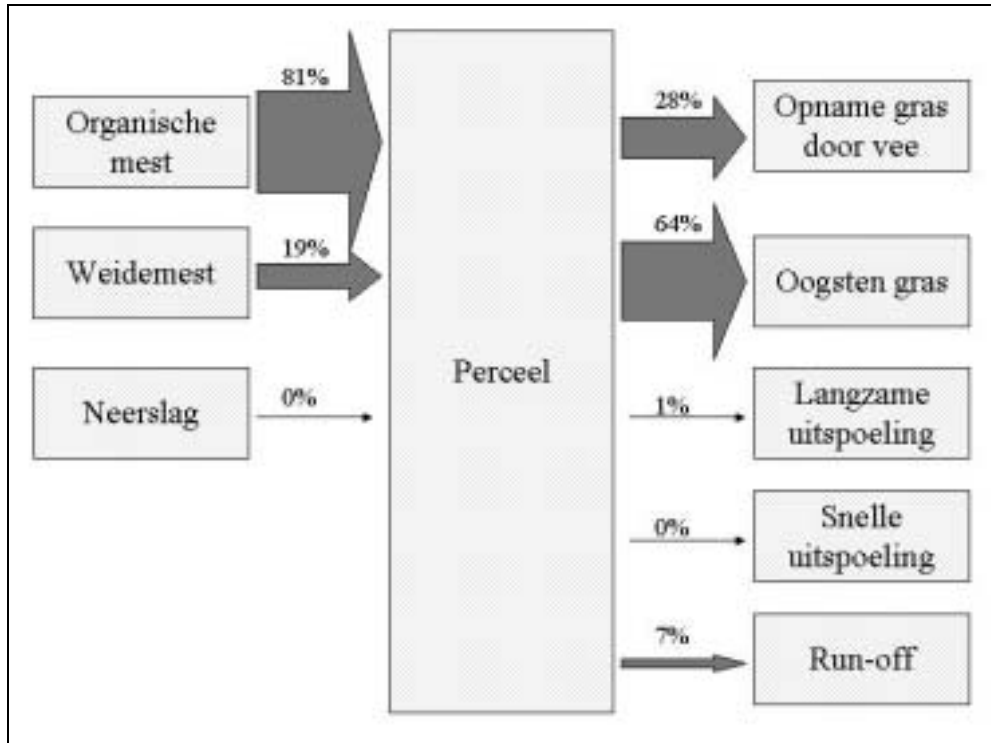 81%
Organische
mest
19%
Weidemest
0%
Neerslag
Perceel
28%
Opname gras
door vee
64%
Oogsten gras
1%
Langzame
uitspoeling
0%
Snelle
uitspoeling
7%
Run-off